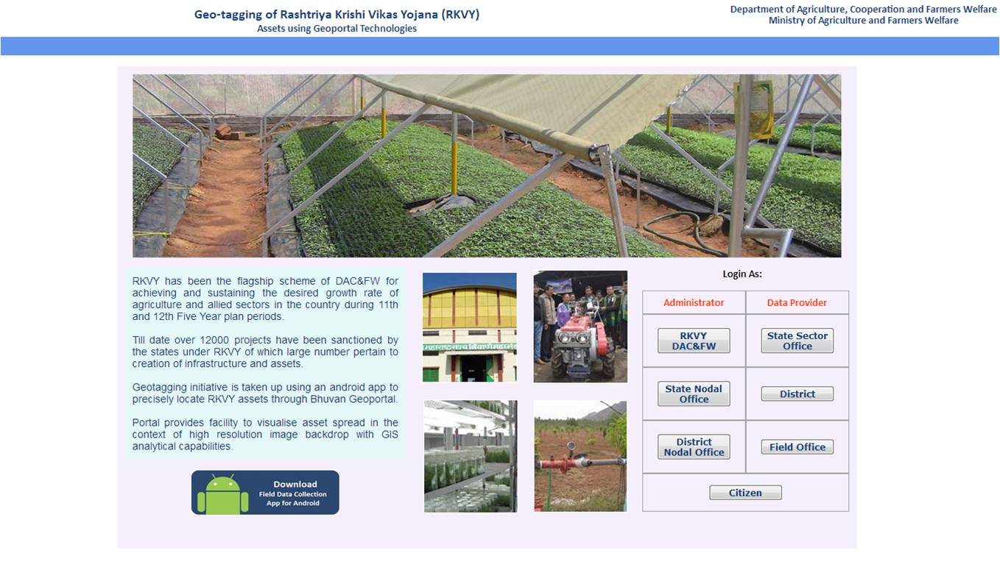 Geo-tagging of Rashtriya Krishi Vikas Yojana (RKVY)
Assets using Geoportal Technologies
Department of Agriculture, Cooperation and Farmers Welfare
Ministry of Agriculture and Farmers Welfare
RKVY has been the flagship scheme of DAC&FW for
achieving and sustaining the desired growth rate of
agriculture and allied sectors in the country during 11th
and 12th Five Year plan periods.
Till date over 12000 projects have been sanctioned by
the states under RKVY of which large number pertain to
creation of infrastructure and assets.
Geotagging initiative is taken up using an android app to
precisely locate RKVY assets through Bhuvan Geoportal.
Portal provides facility to visualise asset spread in the
context of high resolution image backdrop with GIS
analytical capabilities.
Download
Field Data Collection
App for Android
Login As:
Administrator
Data Provider
RKVY
DAC&FW
State Sector
Office
State Nodal
Office
District
District
Nodal Office
Field Office
Citizen